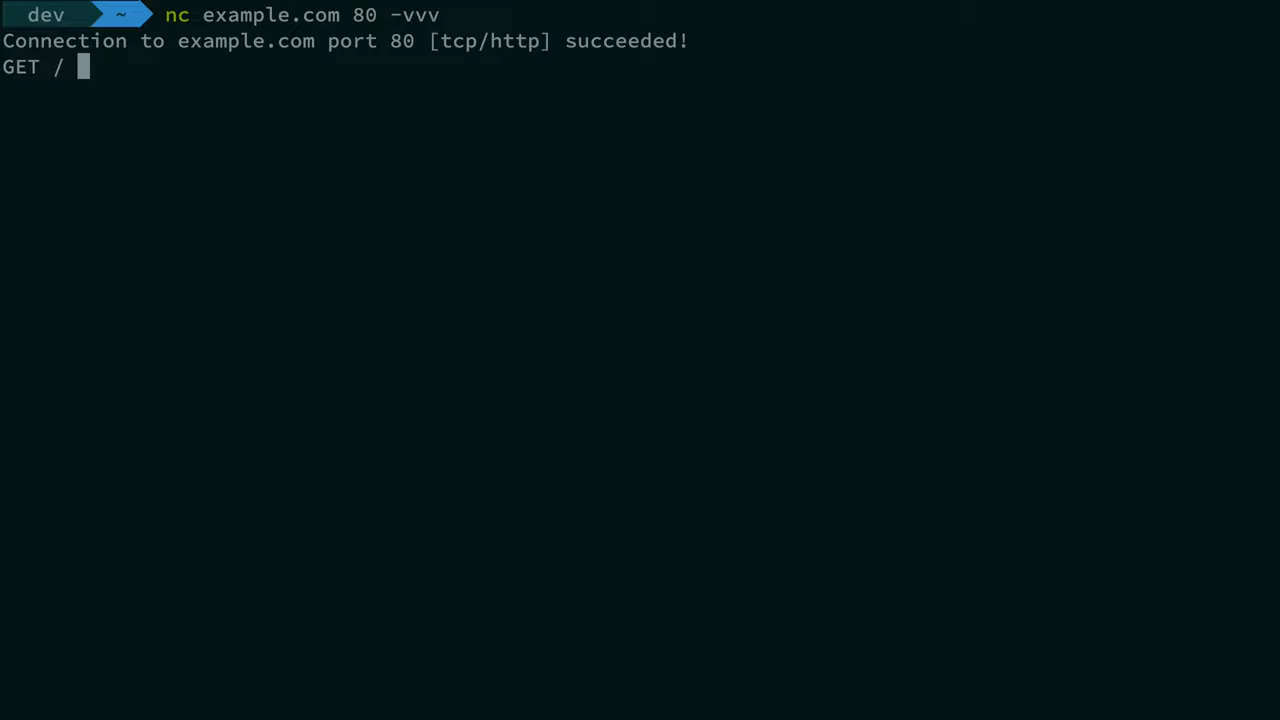 dev ~ nc example.com 80 -vvv
Connection to example.com port 80 [tcp/http] succeeded!
GET /